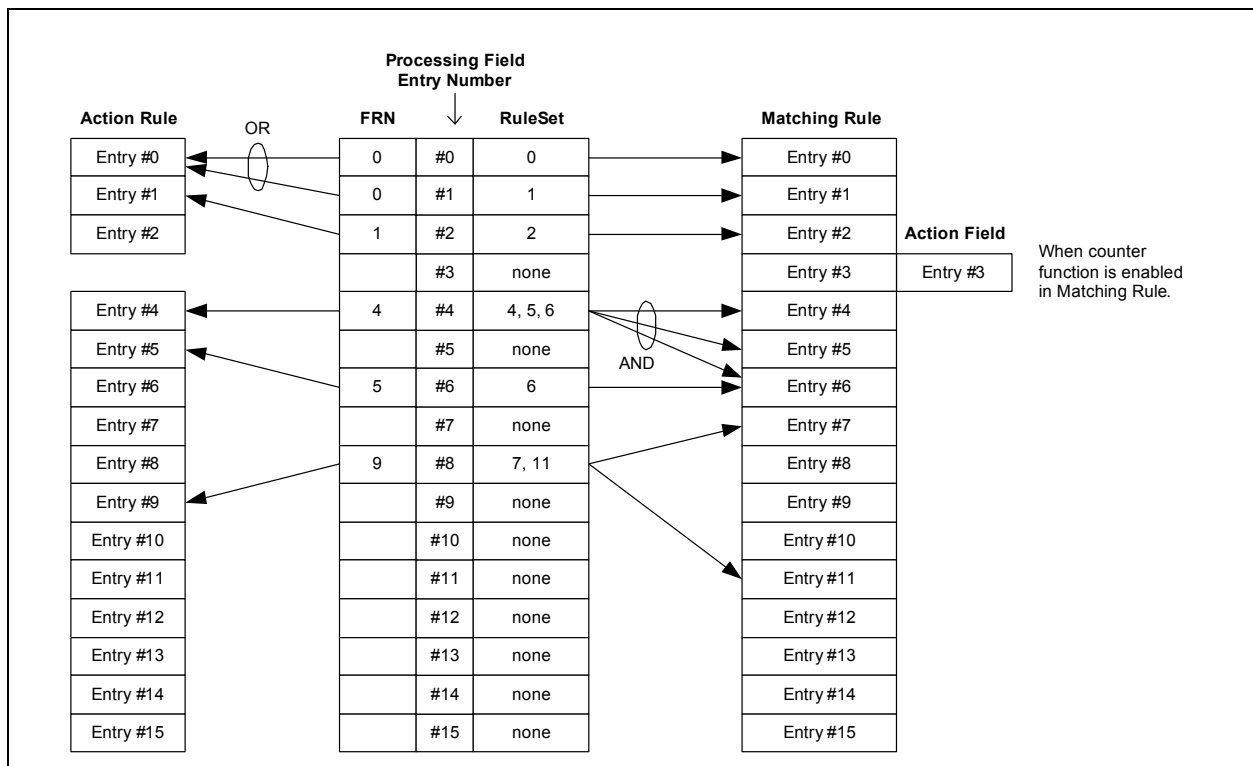 Processing Field
Entry Number
Action Rule OR FRN RuleSet Matching Rule
Entry #0 0 #0 0 Entry #0
Entry #1 0 #1 1 Entry #1
Entry #2 1 #2 2 Entry #2 Action Field
#3 none Entry #3 Entry #3
When counter
function is enabled
in Matching Rule.
Entry #4 4 #4 4, 5, 6 Entry #4
Entry #5 #5 none AND Entry #5
Entry #6 5 #6 6 Entry #6
Entry #7 #7 none Entry #7
Entry #8 9 #8 7, 11 Entry #8
Entry #9 #9 none Entry #9
Entry #10 #10 none Entry #10
Entry #11 #11 none Entry #11
Entry #12 #12 none Entry #12
Entry #13 #13 none Entry #13
Entry #14 #14 none Entry #14
Entry #15 #15 none Entry #15